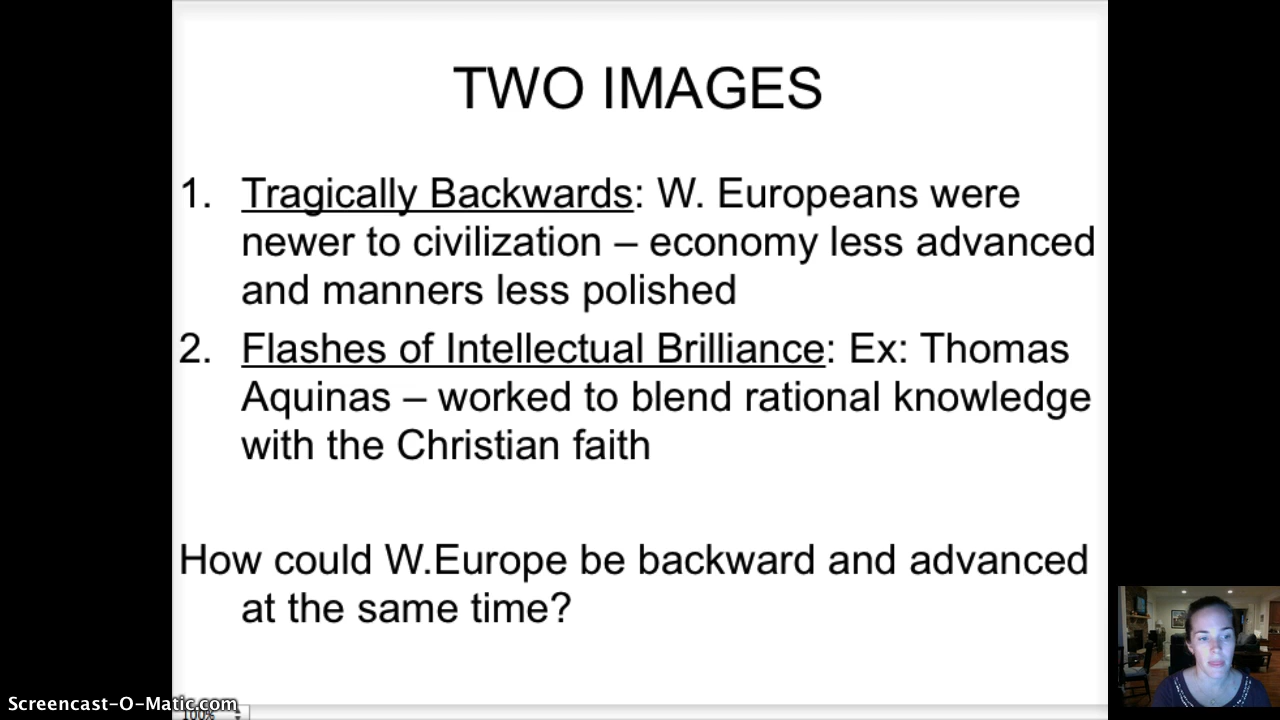 TWO IMAGES
1. Tragically Backwards: W. Europeans were
newer to civilization – economy less advanced
and manners less polished
2. Flashes of Intellectual Brilliance: Ex: Thomas
Aquinas – worked to blend rational knowledge
with the Christian faith
How could W.Europe be backward and advanced
at the same time?
Screencast-O-Matic.com
100%